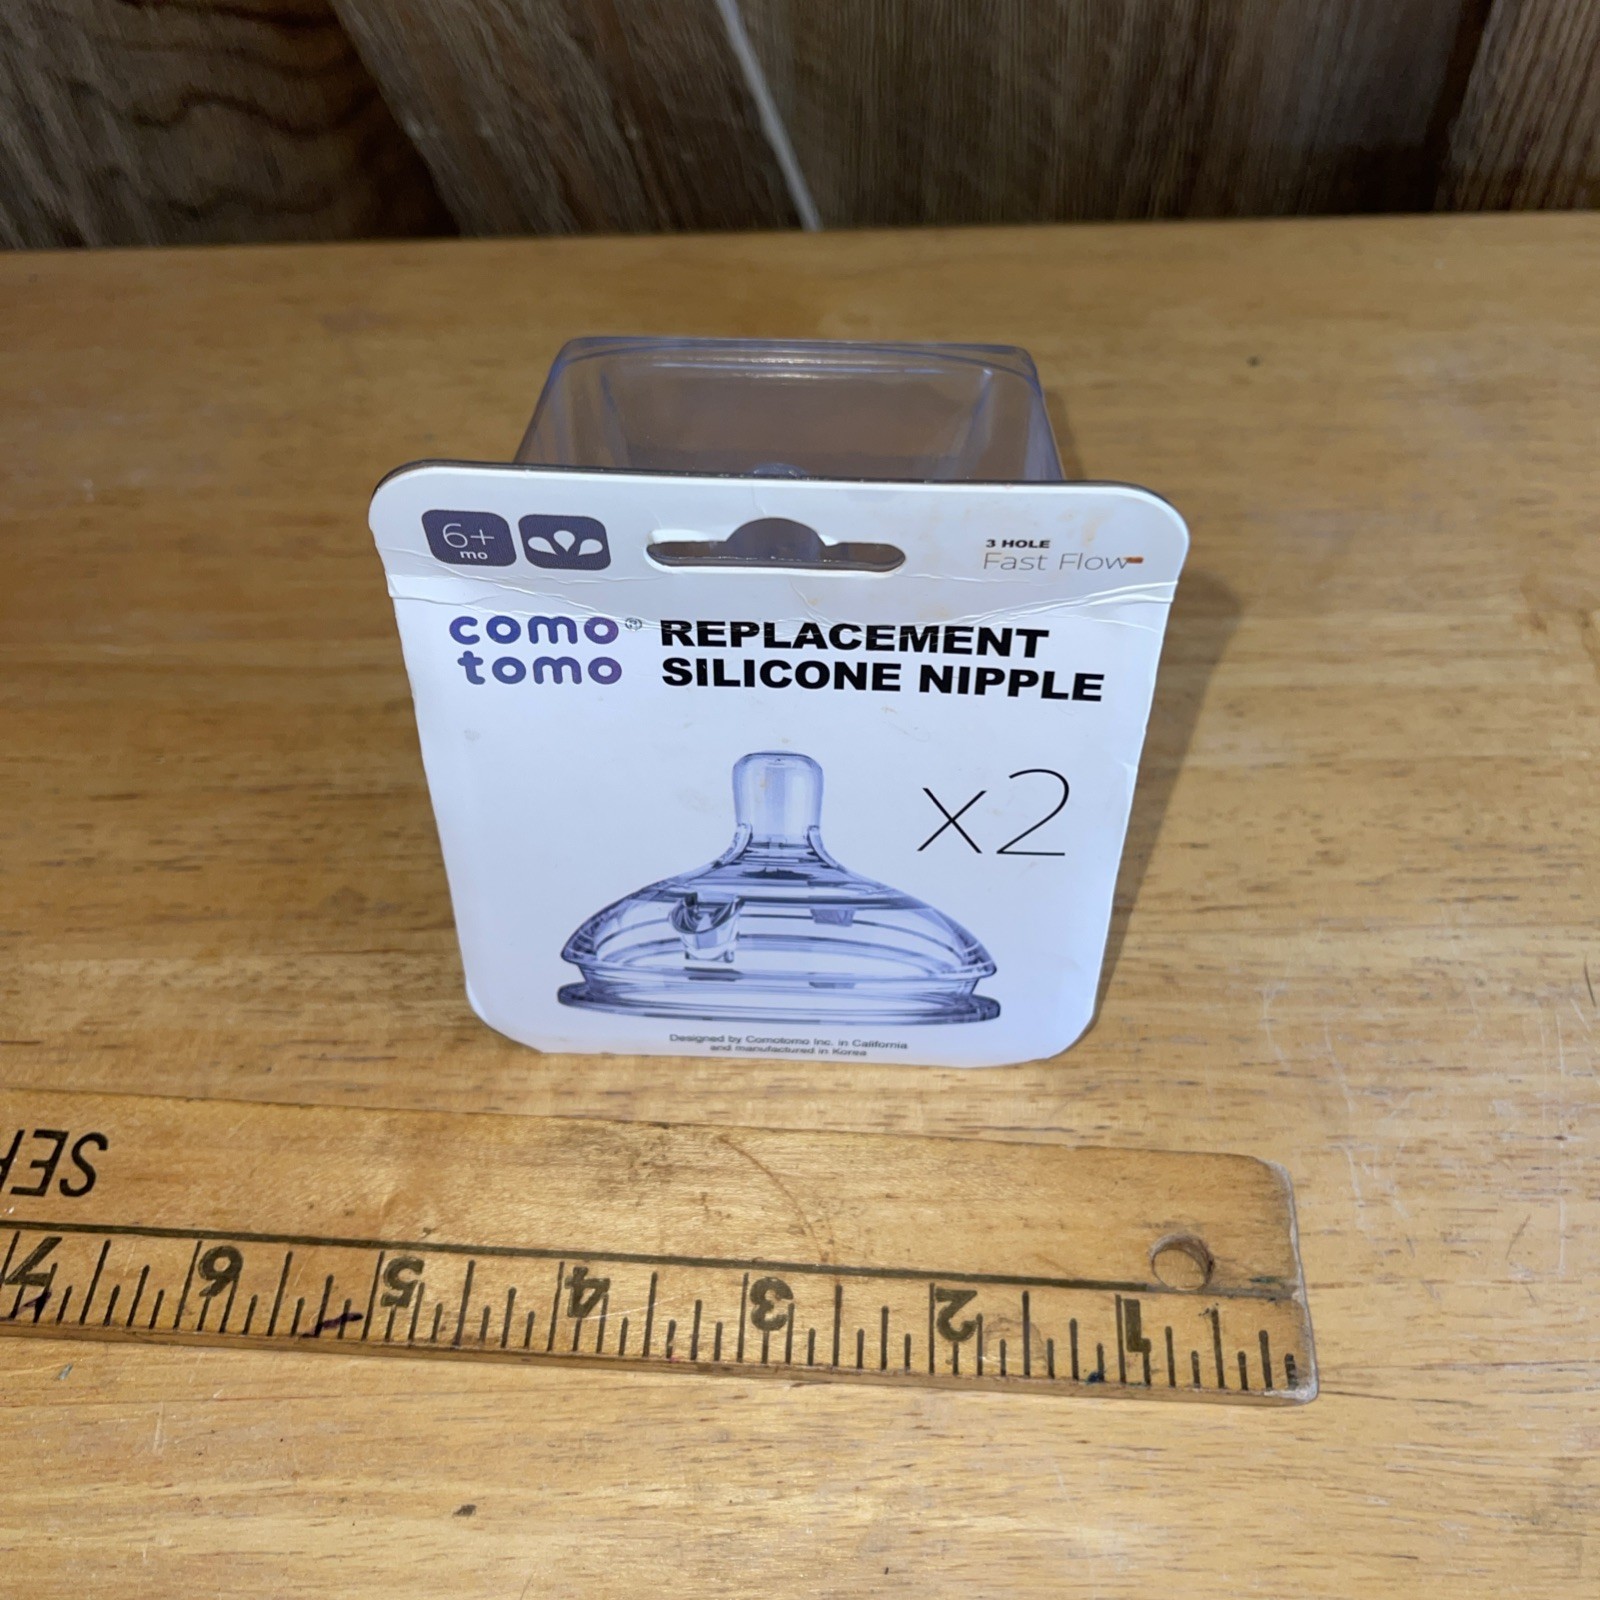 6+
mo
3 HOLE
Fast Flow
como® REPLACEMENT
tomo SILICONE NIPPLE
x2
Designed by Comotomo Inc. in California
and manufactured in Korea
7 6 5 4 3 2 1